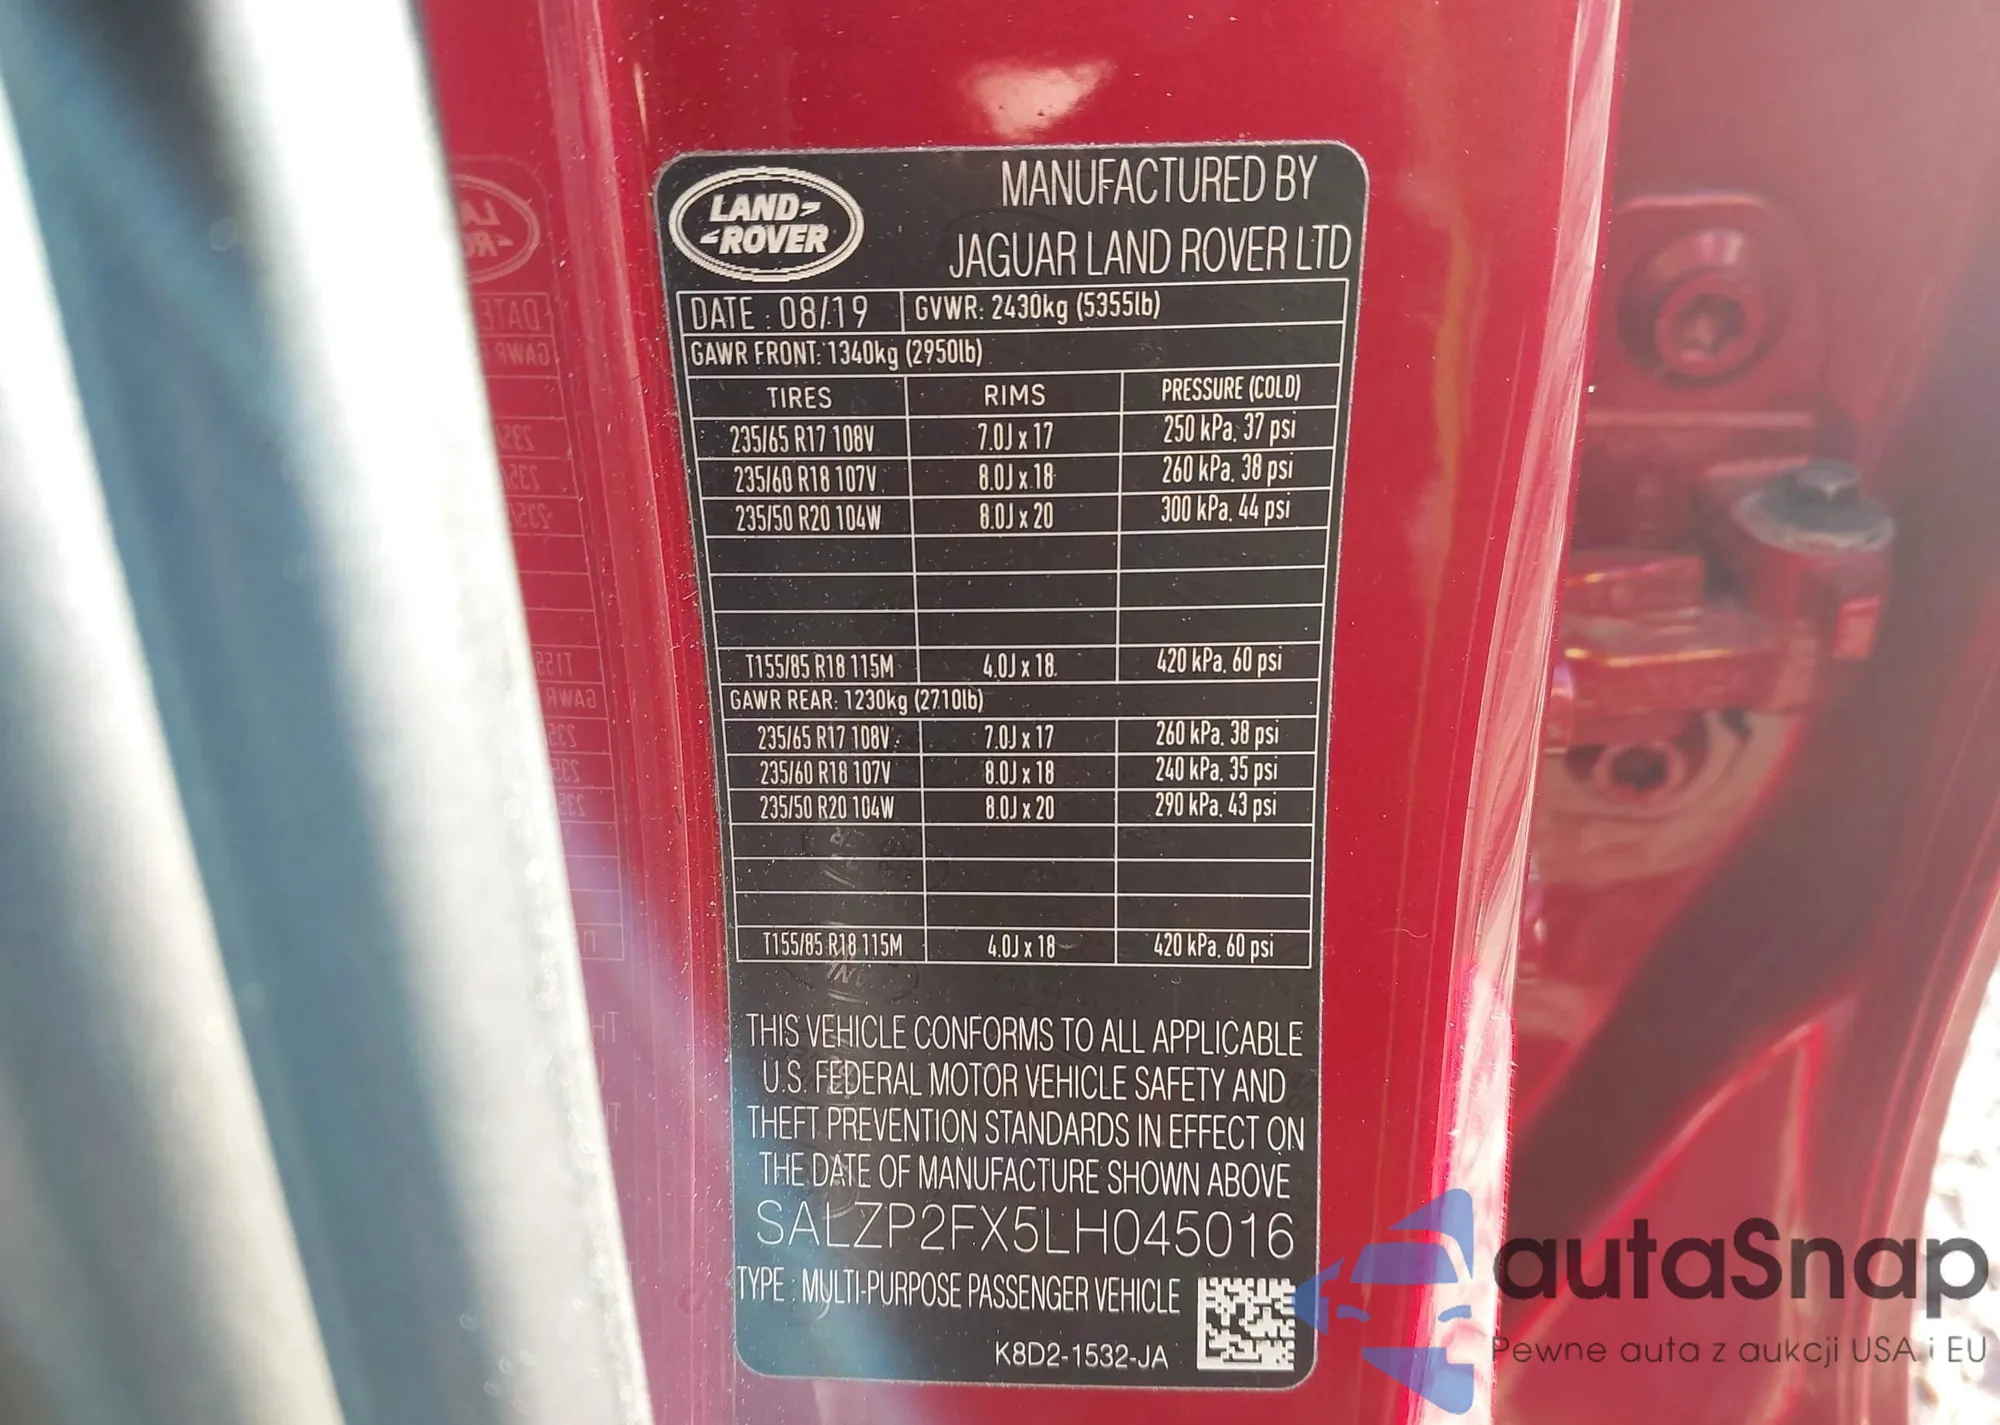 LAND-
-ROVER
MANUFACTURED BY
JAGUAR LAND ROVER LTD
DATE : 08/19 GVWR: 2430kg (5355lb)
GAWR FRONT: 1340kg (2950lb)
TIRES RIMS PRESSURE (COLD)
235/65 R17 108V 7.0J x 17 250 kPa, 37 psi
235/60 R18 107V 8.0J x 18 260 kPa, 38 psi
235/50 R20 104W 8.0J x 20 300 kPa, 44 psi
T155/85 R18 115M 4.0J x 18 420 kPa, 60 psi
GAWR REAR: 1230kg (2710lb)
235/65 R17 108V 7.0J x 17 260 kPa, 38 psi
235/60 R18 107V 8.0J x 18 240 kPa, 35 psi
235/50 R20 104W 8.0J x 20 290 kPa, 43 psi
T155/85 R18 115M 4.0J x 18 420 kPa, 60 psi
THIS VEHICLE CONFORMS TO ALL APPLICABLE
U.S. FEDERAL MOTOR VEHICLE SAFETY AND
THEFT PREVENTION STANDARDS IN EFFECT ON
THE DATE OF MANUFACTURE SHOWN ABOVE
SALZP2FX5LH045016
TYPE : MULTI-PURPOSE PASSENGER VEHICLE
K8D2-1532-JA
autaSnap
Pewne auta z aukcji USA i EU